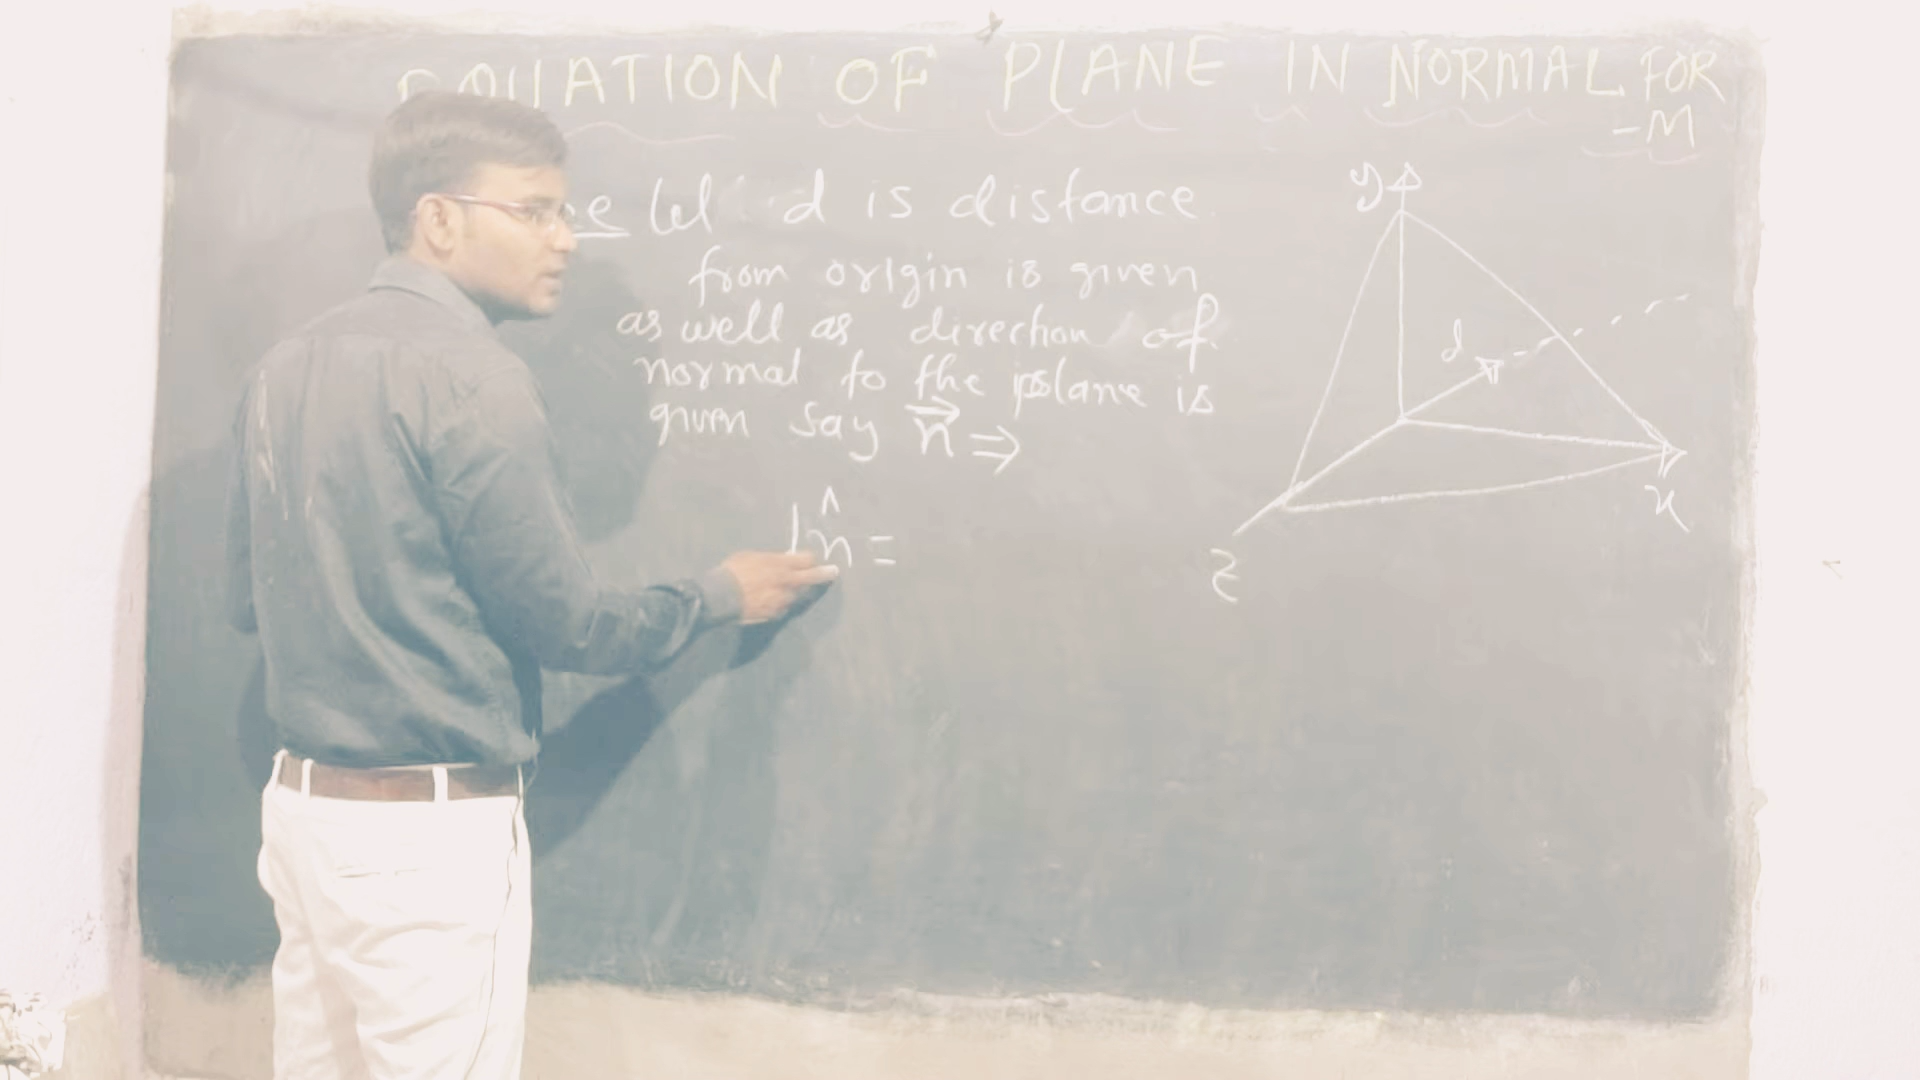 EQUATION OF PLANE IN NORMAL FOR
-M
Let d is distance
from origin is given
as well as direction of
normal to the plane is
given say n⃗ ⇒
n̂ =
y
d
x
z